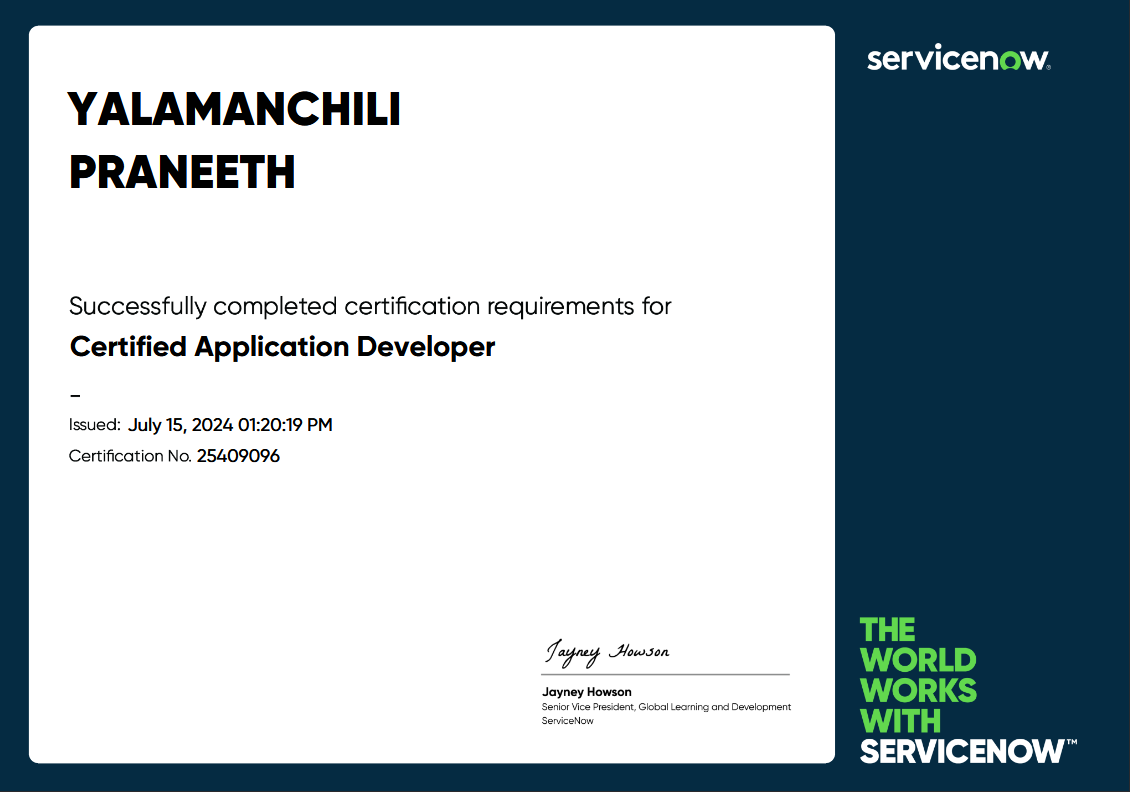 servicenow®
YALAMANCHILI
PRANEETH
Successfully completed certification requirements for
Certified Application Developer
–
Issued: July 15, 2024 01:20:19 PM
Certification No. 25409096
Jayney Howson
Jayney Howson
Senior Vice President, Global Learning and Development
ServiceNow
THE
WORLD
WORKS
WITH
SERVICENOW™